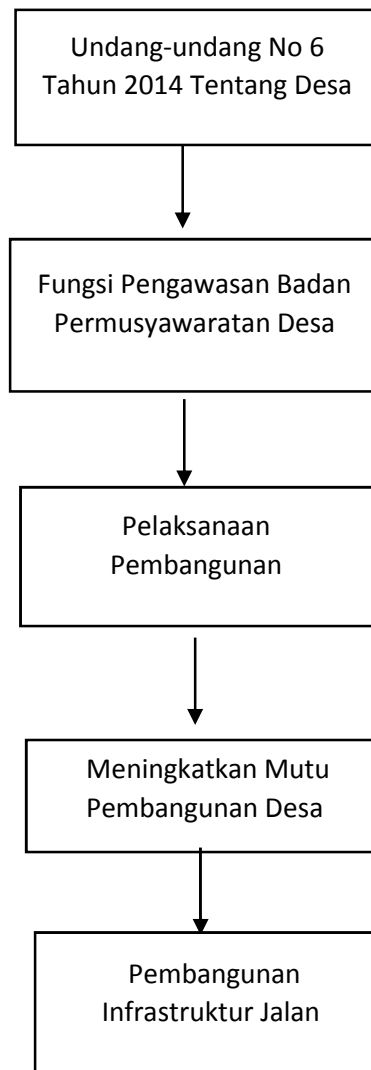 Undang-undang No 6
Tahun 2014 Tentang Desa
Fungsi Pengawasan Badan
Permusyawaratan Desa
Pelaksanaan
Pembangunan
Meningkatkan Mutu
Pembangunan Desa
Pembangunan
Infrastruktur Jalan